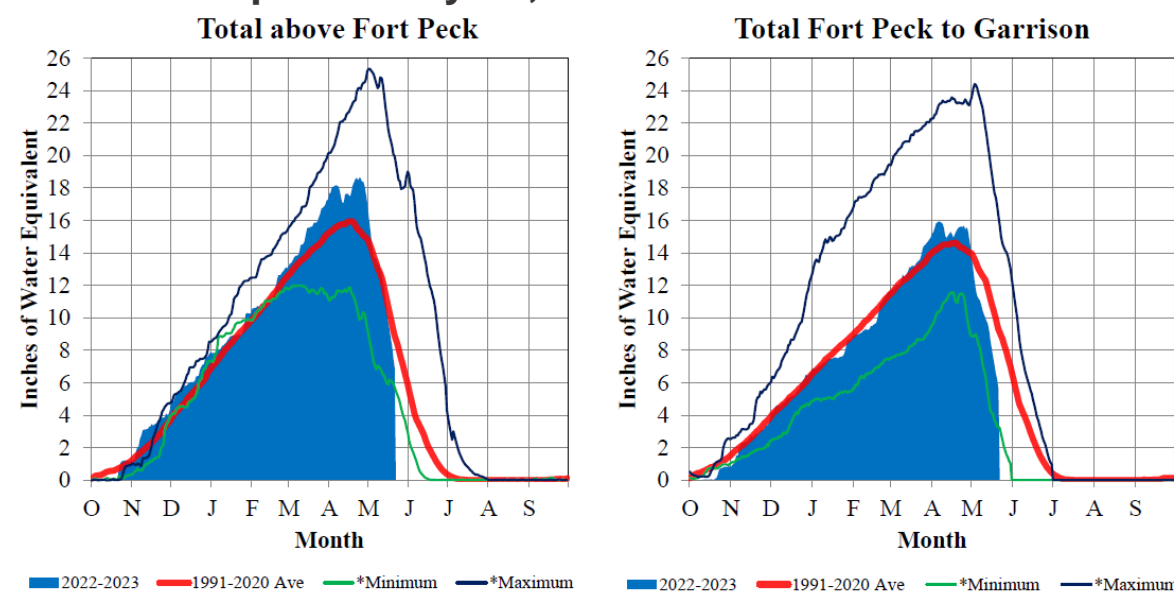 Total above Fort Peck
26
24
22
20
18
16
14
12
10
8
6
4
2
0
Inches of Water Equivalent
O N D J F M A M J J A S
Month
2022-2023 1991-2020 Ave *Minimum *Maximum
Total Fort Peck to Garrison
26
24
22
20
18
16
14
12
10
8
6
4
2
0
Inches of Water Equivalent
O N D J F M A M J J A S
Month
2022-2023 1991-2020 Ave *Minimum *Maximum